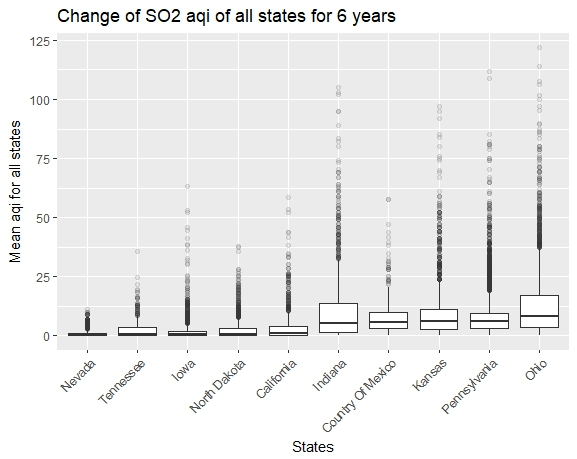 Change of SO2 aqi of all states for 6 years
Mean aqi for all states
125
100
75
50
25
0
Nevada
Tennessee
Iowa
North Dakota
California
Indiana
Country Of Mexico
Kansas
Pennsylvania
Ohio
States